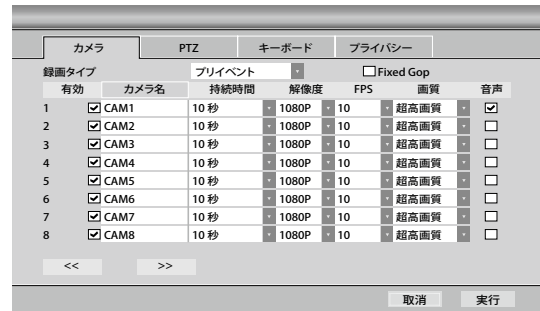 カメラ PTZ キーボード プライバシー
録画タイプ プリイベント Fixed Gop
有効 カメラ名 持続時間 解像度 FPS 画質 音声
1 CAM1 10 秒 1080P 10 超高画質
2 CAM2 10 秒 1080P 10 超高画質
3 CAM3 10 秒 1080P 10 超高画質
4 CAM4 10 秒 1080P 10 超高画質
5 CAM5 10 秒 1080P 10 超高画質
6 CAM6 10 秒 1080P 10 超高画質
7 CAM7 10 秒 1080P 10 超高画質
8 CAM8 10 秒 1080P 10 超高画質
<< >>
取消 実行